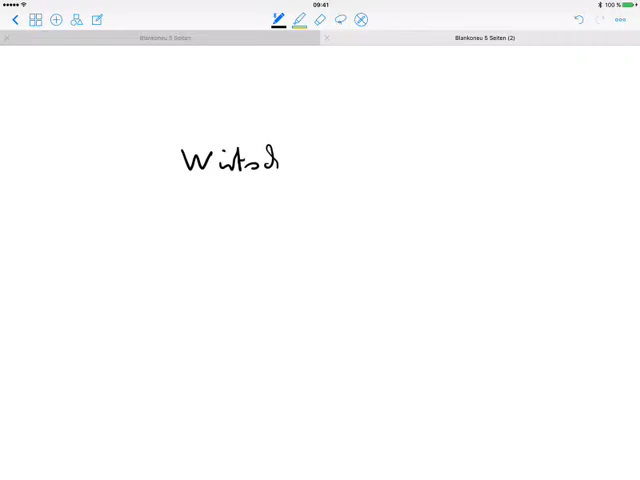 09:41
100 %
Blankoneu 5 Seiten
Blankoneu 5 Seiten (2)
Wirtsch